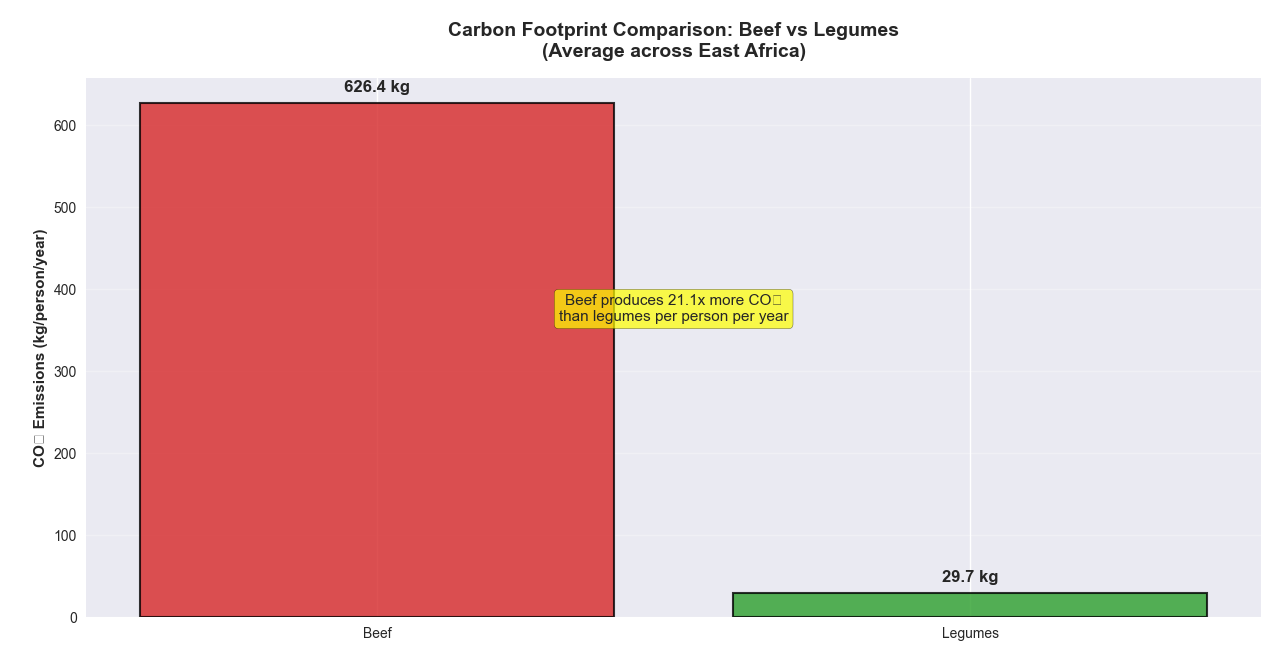 Carbon Footprint Comparison: Beef vs Legumes
(Average across East Africa)
CO□ Emissions (kg/person/year)
600
500
400
300
200
100
0
626.4 kg
Beef produces 21.1x more CO□
than legumes per person per year
29.7 kg
Beef
Legumes